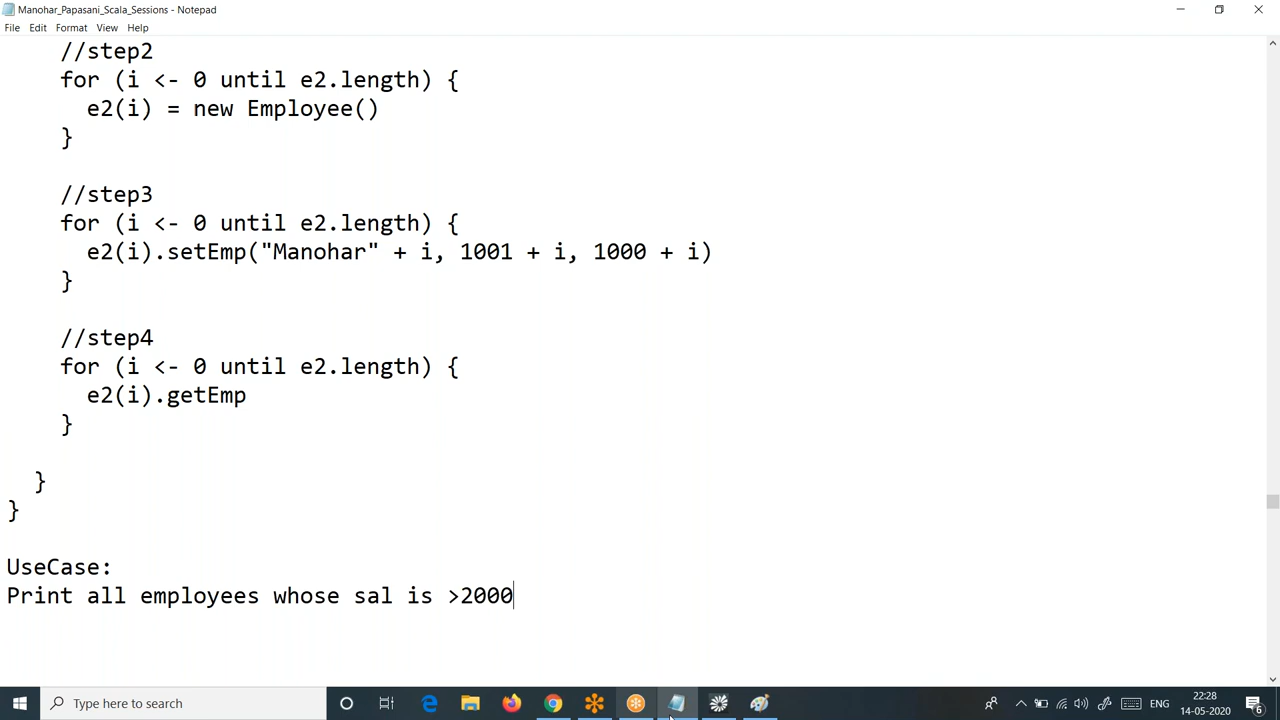 Manohar_Papasani_Scala_Sessions - Notepad
File Edit Format View Help
//step2
for (i <- 0 until e2.length) {
e2(i) = new Employee()
}
//step3
for (i <- 0 until e2.length) {
e2(i).setEmp("Manohar" + i, 1001 + i, 1000 + i)
}
//step4
for (i <- 0 until e2.length) {
e2(i).getEmp
}
}
}
UseCase:
Print all employees whose sal is >2000
Type here to search
ENG
22:28
14-05-2020
6